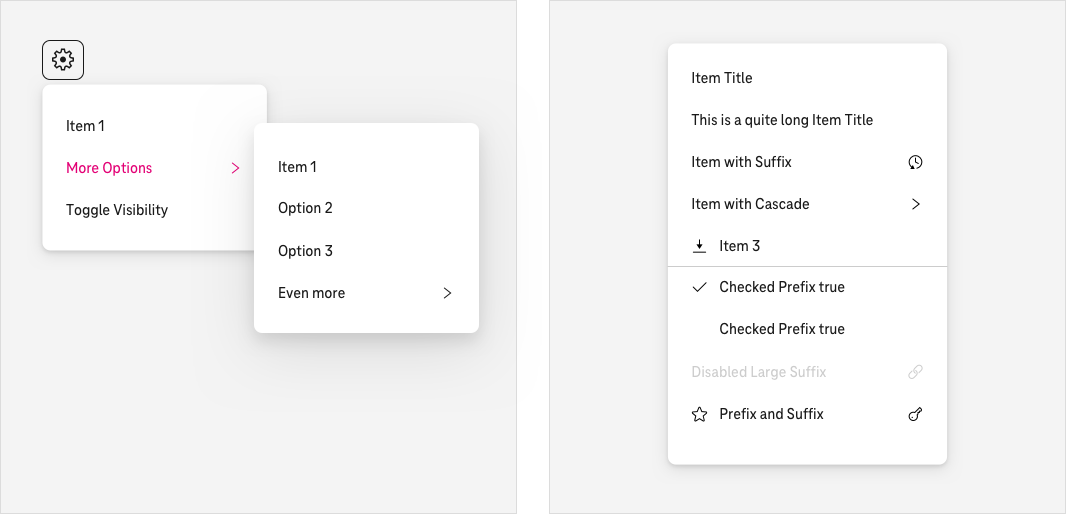 Item 1
More Options
Toggle Visibility
Item 1
Option 2
Option 3
Even more
Item Title
This is a quite long Item Title
Item with Suffix
Item with Cascade
Item 3
Checked Prefix true
Checked Prefix true
Disabled Large Suffix
Prefix and Suffix